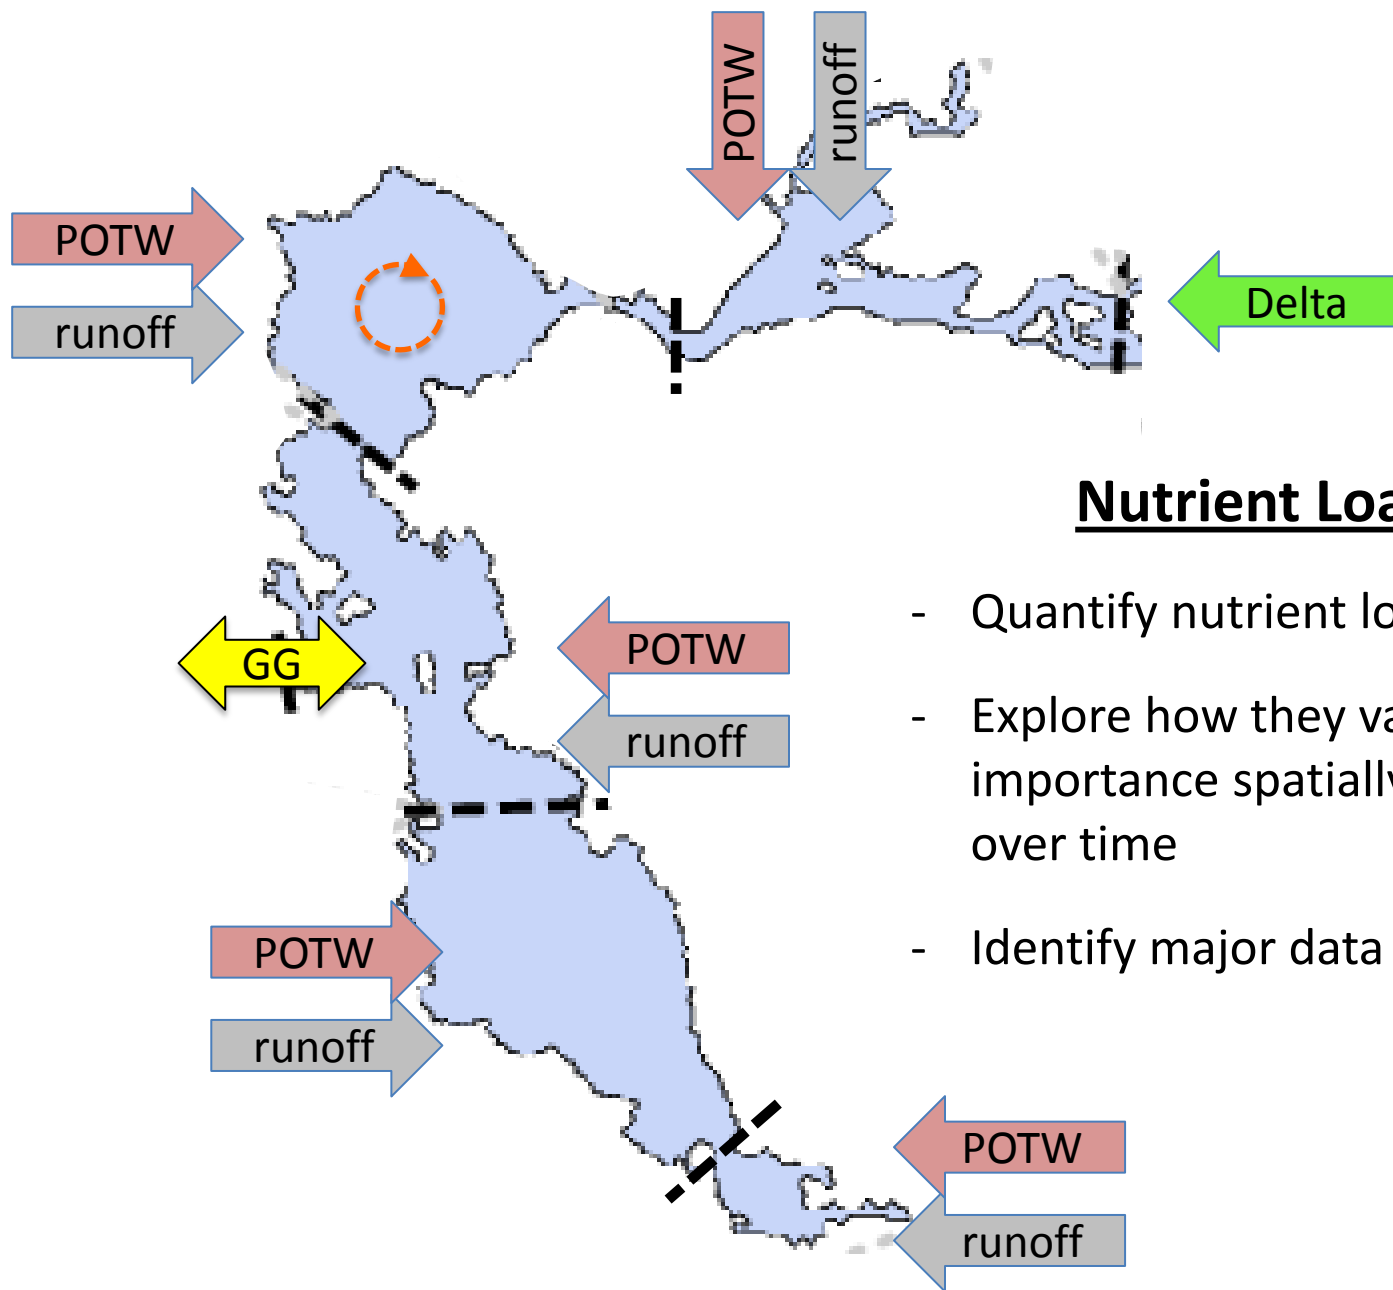 POTW
runoff
POTW
runoff
Delta
Nutrient Loa
- Quantify nutrient lo
- Explore how they va
importance spatially
over time
- Identify major data
GG
POTW
runoff
POTW
runoff
POTW
runoff